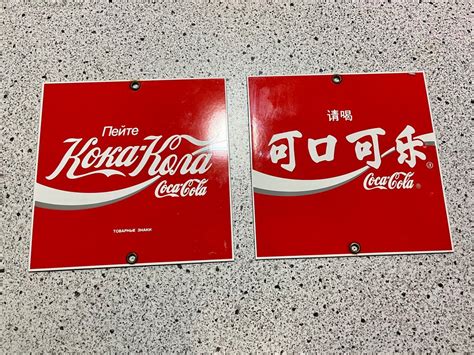 Пейте
Кока-Кола
Coca-Cola
ТОВАРНЫЕ ЗНАКИ
请喝
可口可乐®
Coca-Cola®